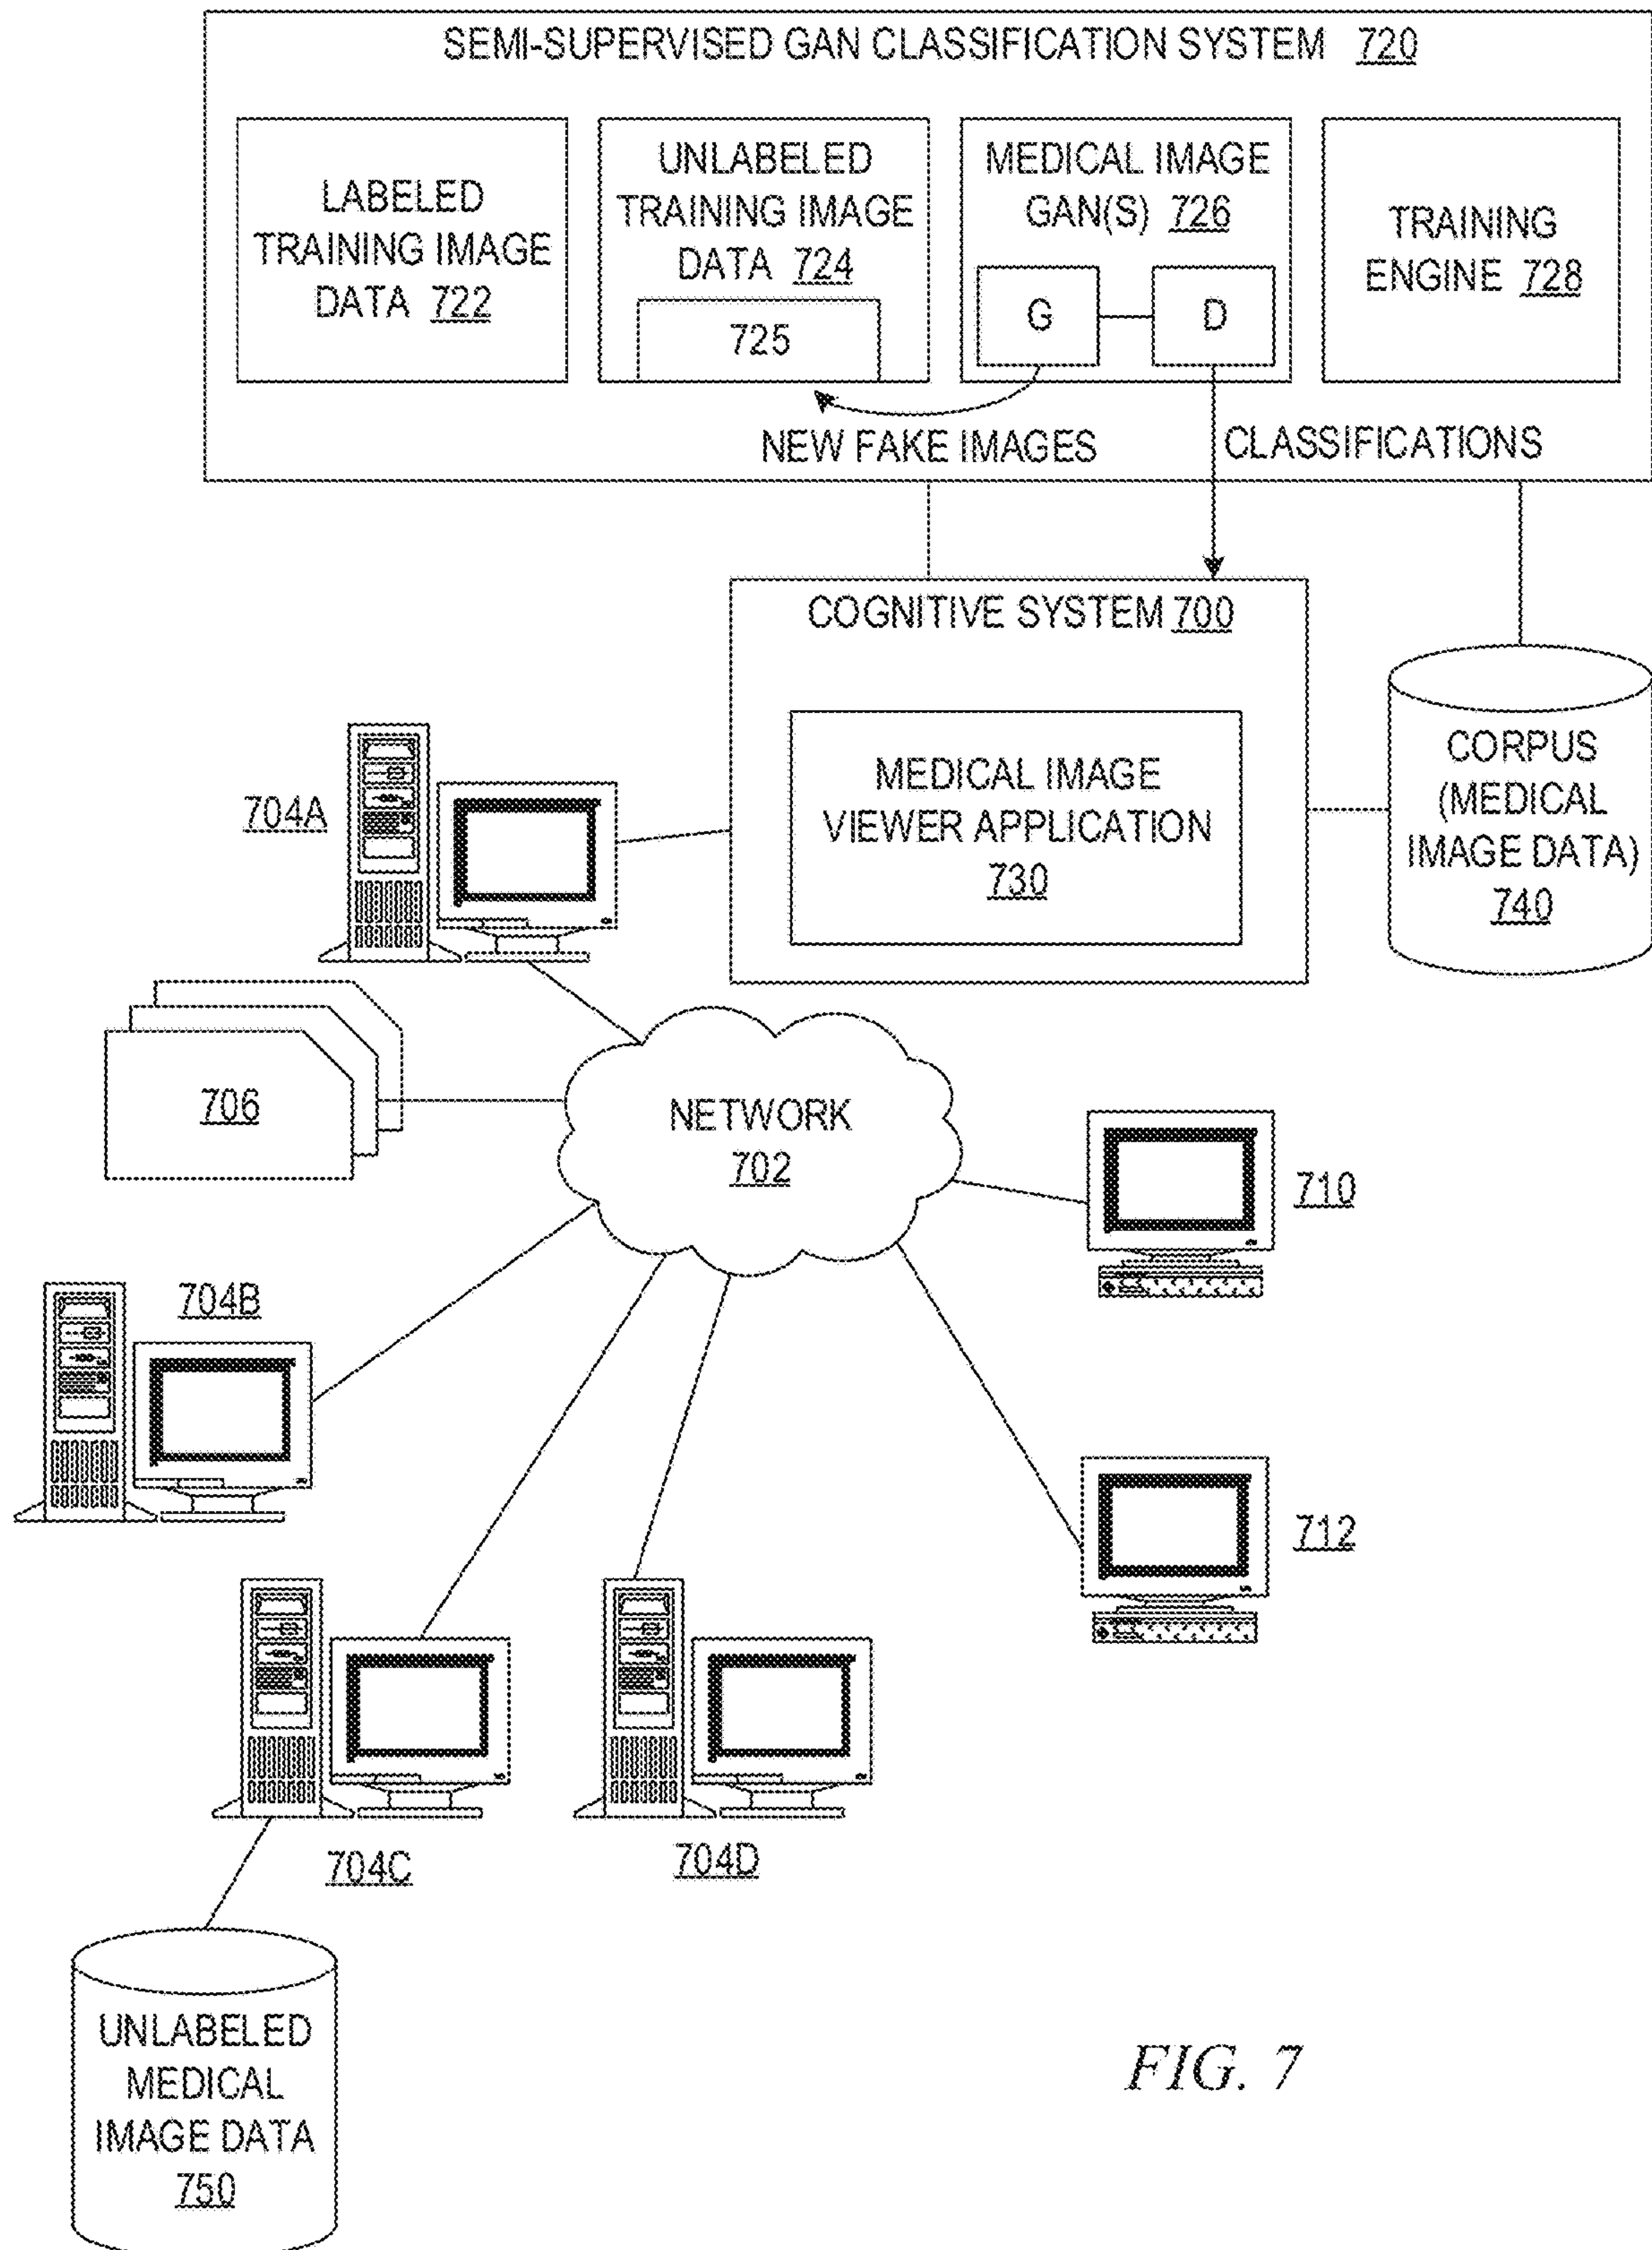 SEMI-SUPERVISED GAN CLASSIFICATION SYSTEM 720
LABELED
TRAINING IMAGE
DATA 722
UNLABELED
TRAINING IMAGE
DATA 724
725
MEDICAL IMAGE
GAN(S) 726
G
D
TRAINING
ENGINE 728
NEW FAKE IMAGES
CLASSIFICATIONS
COGNITIVE SYSTEM 700
MEDICAL IMAGE
VIEWER APPLICATION
730
CORPUS
(MEDICAL
IMAGE DATA)
740
704A
706
NETWORK
702
710
704B
712
704C
704D
UNLABELED
MEDICAL
IMAGE DATA
750
FIG. 7